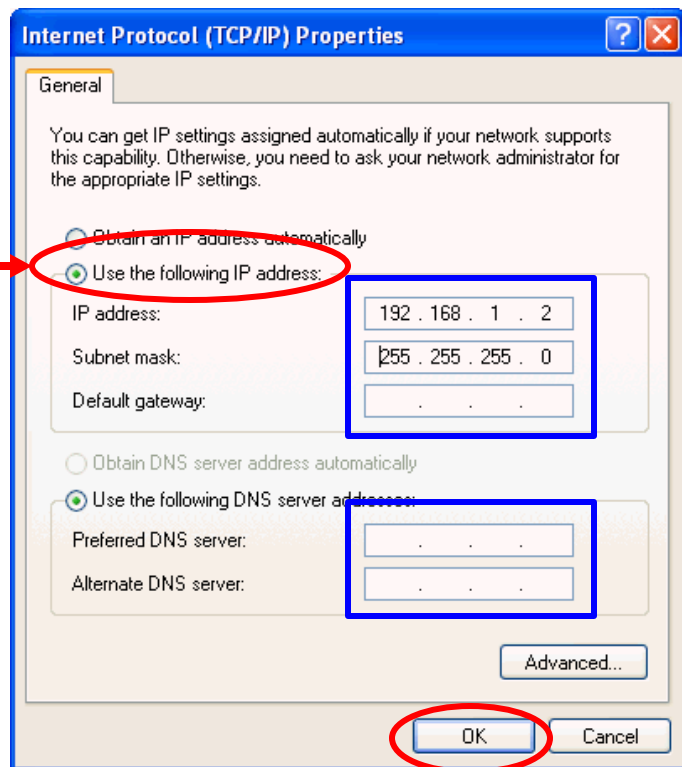 Internet Protocol (TCP/IP) Properties
General
You can get IP settings assigned automatically if your network supports
this capability. Otherwise, you need to ask your network administrator for
the appropriate IP settings.
Obtain an IP address automatically
Use the following IP address:
IP address: 192 . 168 . 1 . 2
Subnet mask: 255 . 255 . 255 . 0
Default gateway: . . .
Obtain DNS server address automatically
Use the following DNS server addresses:
Preferred DNS server: . . .
Alternate DNS server: . . .
Advanced...
OK Cancel